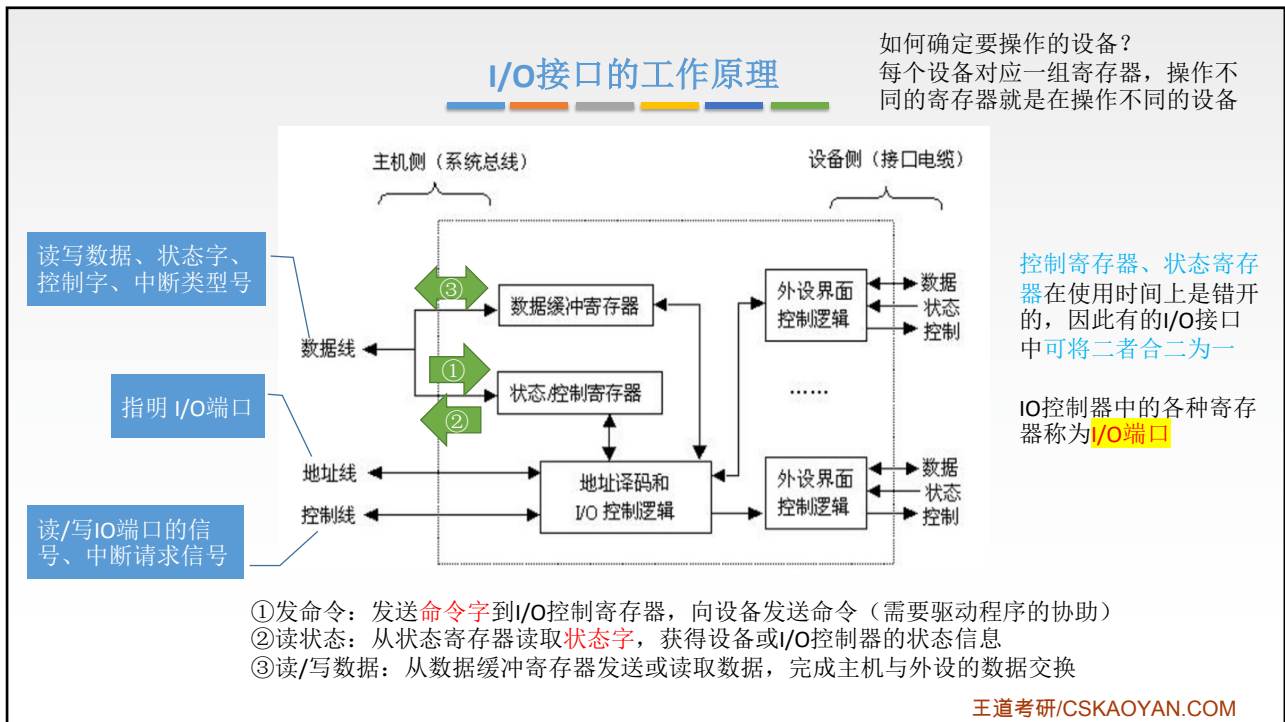 如何确定要操作的设备？
每个设备对应一组寄存器，操作不
同的寄存器就是在操作不同的设备
I/O接口的工作原理
主机侧（系统总线）
设备侧（接口电缆）
读写数据、状态字、
控制字、中断类型号
③
数据缓冲寄存器
外设界面
控制逻辑
数据
状态
控制
数据线
①
状态/控制寄存器
②
……
指明 I/O端口
地址线
控制线
地址译码和
I/O 控制逻辑
外设界面
控制逻辑
数据
状态
控制
读/写IO端口的信
号、中断请求信号
控制寄存器、状态寄存
器在使用时间上是错开
的，因此有的I/O接口
中可将二者合二为一
IO控制器中的各种寄存
器称为I/O端口
①发命令：发送命令字到I/O控制寄存器，向设备发送命令（需要驱动程序的协助）
②读状态：从状态寄存器读取状态字，获得设备或I/O控制器的状态信息
③读/写数据：从数据缓冲寄存器发送或读取数据，完成主机与外设的数据交换
王道考研/CSKAOYAN.COM